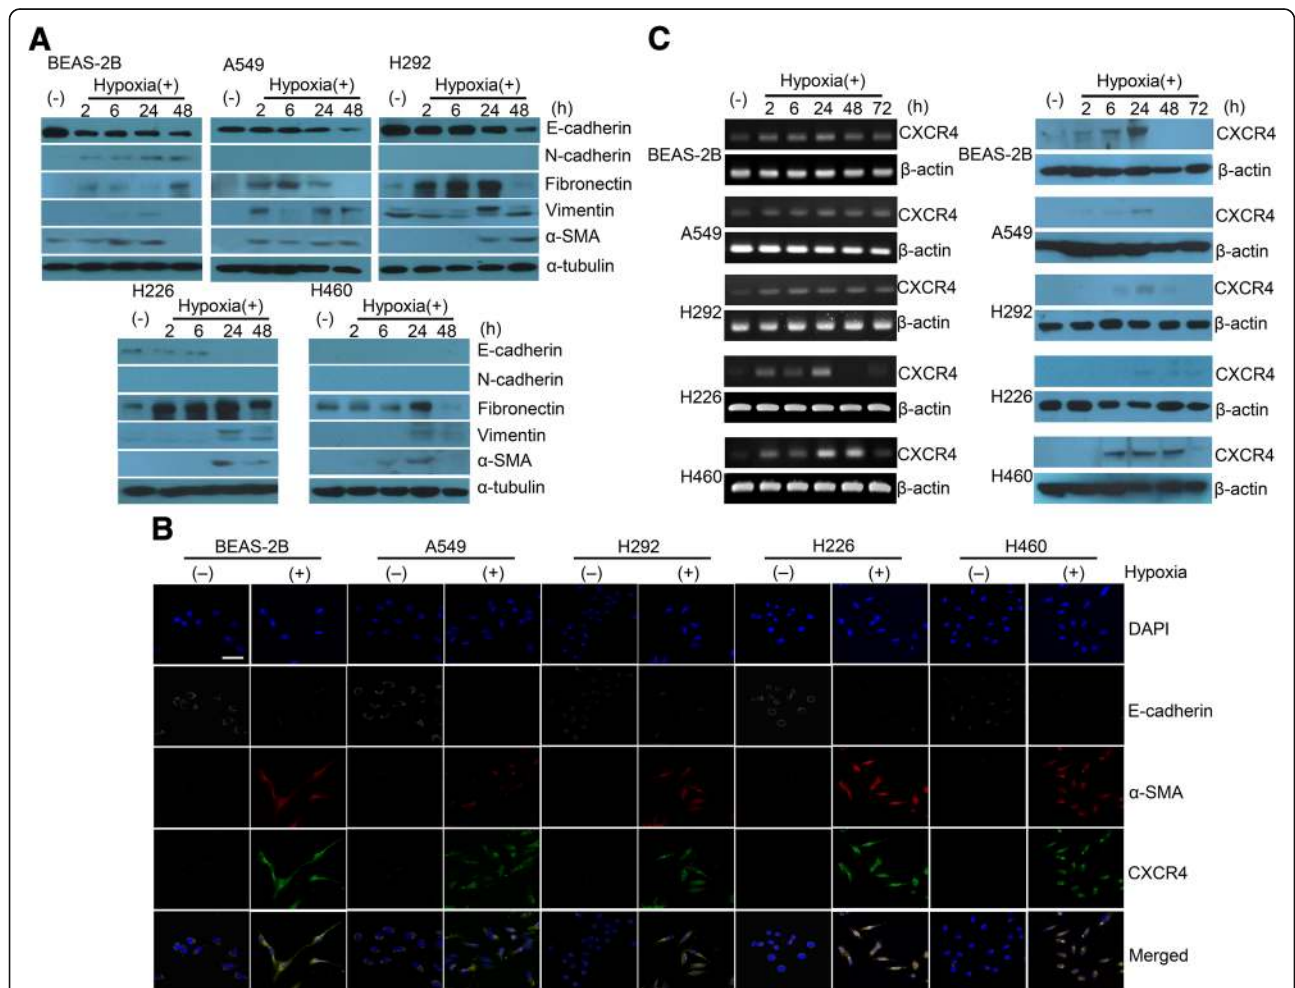 A
BEAS-2B
A549
H292
Hypoxia(+)
Hypoxia(+)
Hypoxia(+)
(-) 2 6 24 48
(-) 2 6 24 48
(-) 2 6 24 48 (h)
E-cadherin
N-cadherin
Fibronectin
Vimentin
α-SMA
α-tubulin
H226
H460
Hypoxia(+)
Hypoxia(+)
(-) 2 6 24 48
(-) 2 6 24 48 (h)
E-cadherin
N-cadherin
Fibronectin
Vimentin
α-SMA
α-tubulin
C
Hypoxia(+)
(-) 2 6 24 48 72 (h)
CXCR4
BEAS-2B
β-actin
CXCR4
A549
β-actin
CXCR4
H292
β-actin
CXCR4
H226
β-actin
CXCR4
H460
β-actin
Hypoxia(+)
(-) 2 6 24 48 72 (h)
CXCR4
BEAS-2B
β-actin
CXCR4
A549
β-actin
CXCR4
H292
β-actin
CXCR4
H226
β-actin
CXCR4
H460
β-actin
B
BEAS-2B A549 H292 H226 H460
(–) (+) (–) (+) (–) (+) (–) (+) (–) (+) Hypoxia
DAPI
E-cadherin
α-SMA
CXCR4
Merged